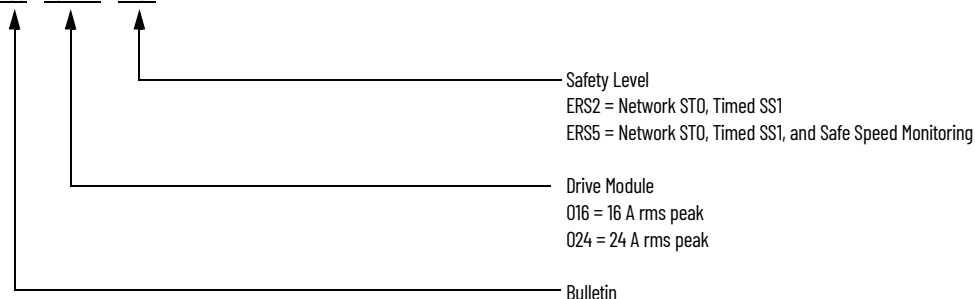 Safety Level
ERS2 = Network STO, Timed SS1
ERS5 = Network STO, Timed SS1, and Safe Speed Monitoring
Drive Module
016 = 16 A rms peak
024 = 24 A rms peak
Bulletin